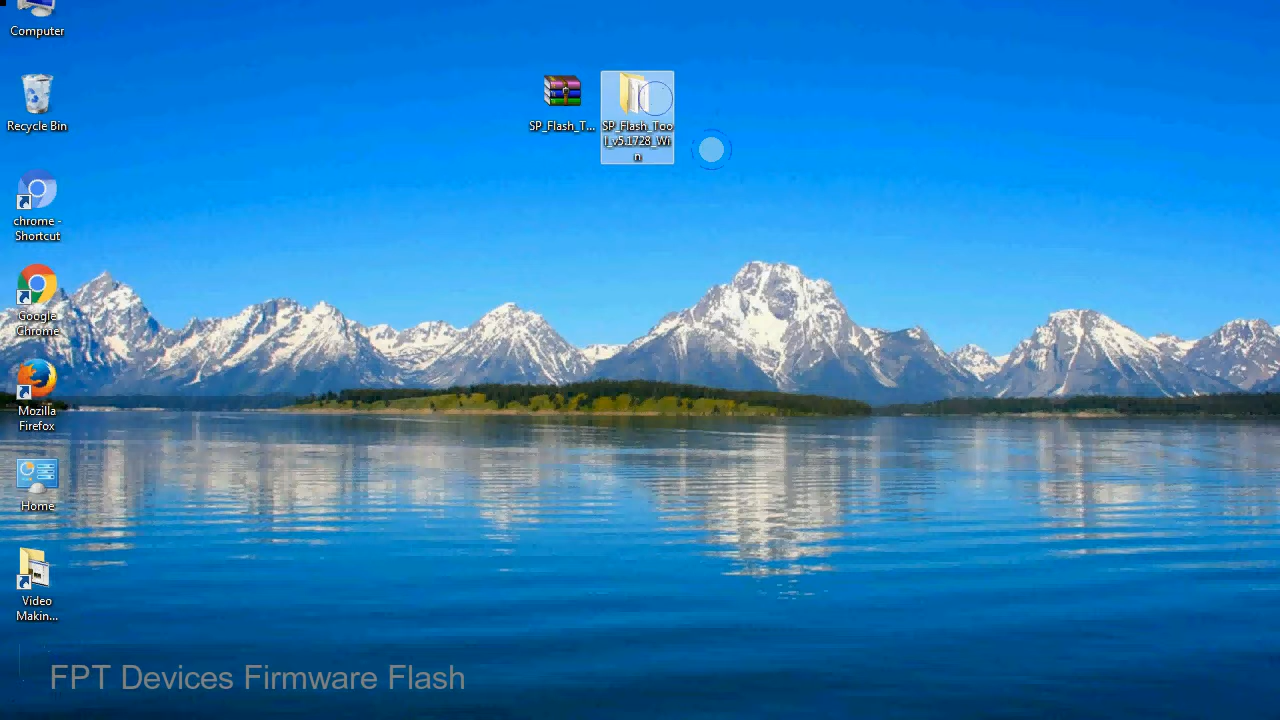 Computer
Recycle Bin
chrome -
Shortcut
Google
Chrome
Mozilla
Firefox
Home
Video
Makin...
SP_Flash_T...
SP_Flash_Too
l_v5.1728_Wi
n
FPT Devices Firmware Flash